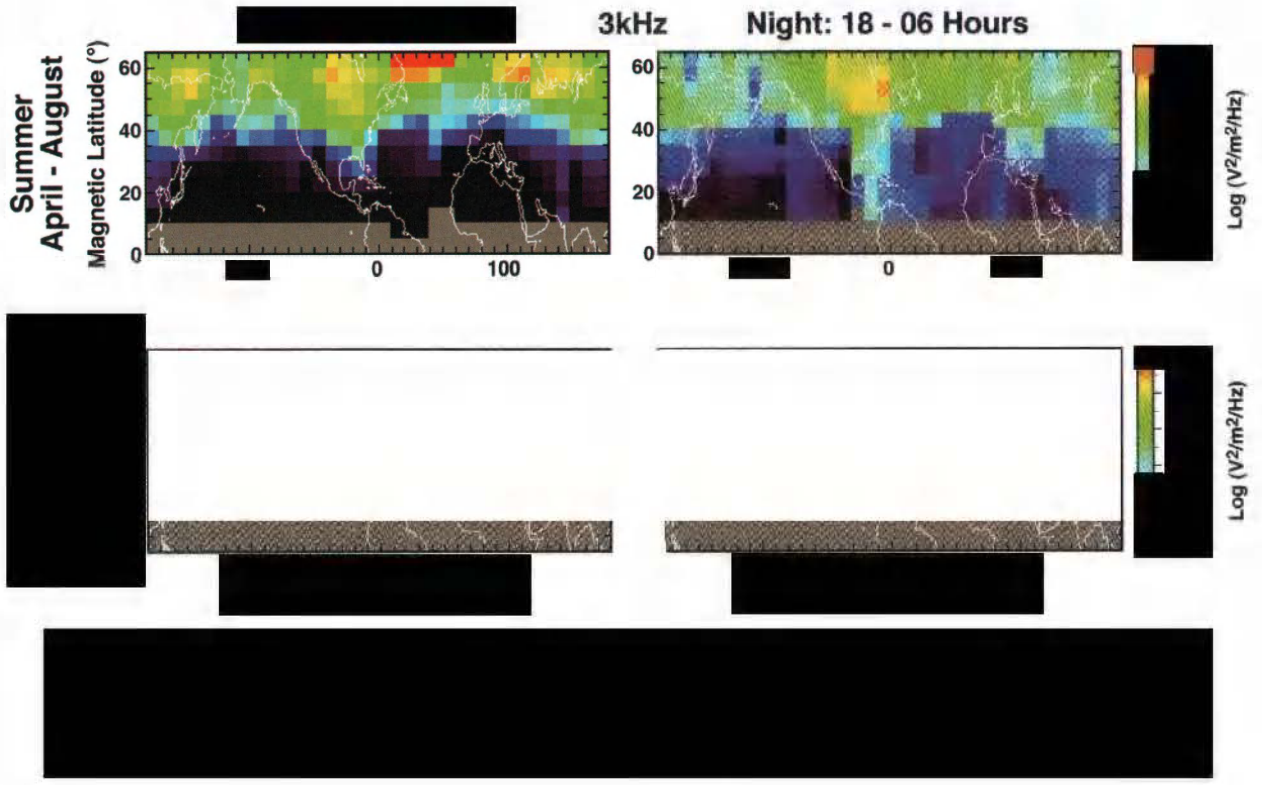 3kHz Night: 18 - 06 Hours
Summer
April - August
Magnetic Latitude (°)
60
40
20
0
0 100
60
40
20
0
0
Log (V2/m2/Hz)
Log (V2/m2/Hz)